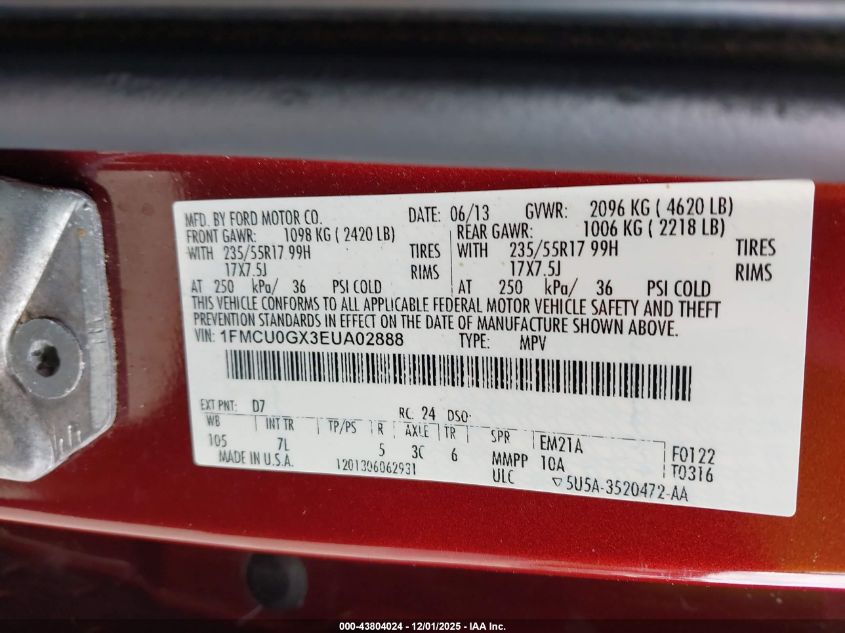 MFD. BY FORD MOTOR CO. DATE: 06/13 GVWR: 2096 KG ( 4620 LB)
FRONT GAWR: 1098 KG ( 2420 LB) REAR GAWR: 1006 KG ( 2218 LB)
WITH 235/55R17 99H TIRES WITH 235/55R17 99H TIRES
17X7.5J RIMS 17X7.5J RIMS
AT 250 kPa/ 36 PSI COLD AT 250 kPa/ 36 PSI COLD
THIS VEHICLE CONFORMS TO ALL APPLICABLE FEDERAL MOTOR VEHICLE SAFETY AND THEFT
PREVENTION STANDARDS IN EFFECT ON THE DATE OF MANUFACTURE SHOWN ABOVE.
VIN: 1FMCU0GX3EUA02888 TYPE: MPV
EXT PNT: D7 RC: 24 DSO:
WB INT TR TP/PS R AXLE TR SPR EM21A F0122
105 7L 5 3C 6 MMPP 10A T0316
MADE IN U.S.A. 1201306062931 ULC ▽5U5A-3520472-AA
000-43804024 - 12/01/2025 - IAA Inc.